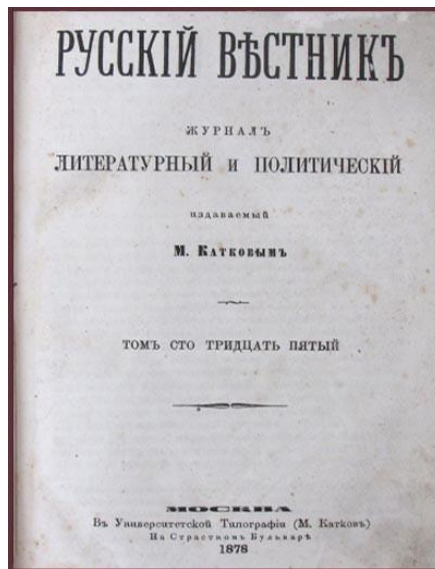 РУССКІЙ ВѢСТНИКЪ
ЖУРНАЛЪ
ЛИТЕРАТУРНЫЙ И ПОЛИТИЧЕСКІЙ
издаваемый
М. Катковымъ
ТОМЪ СТО ТРИДЦАТЬ ПЯТЫЙ
МОСКВА
Въ Университетской Типографіи (М. Катковъ)
На Страстномъ Бульварѣ
1878